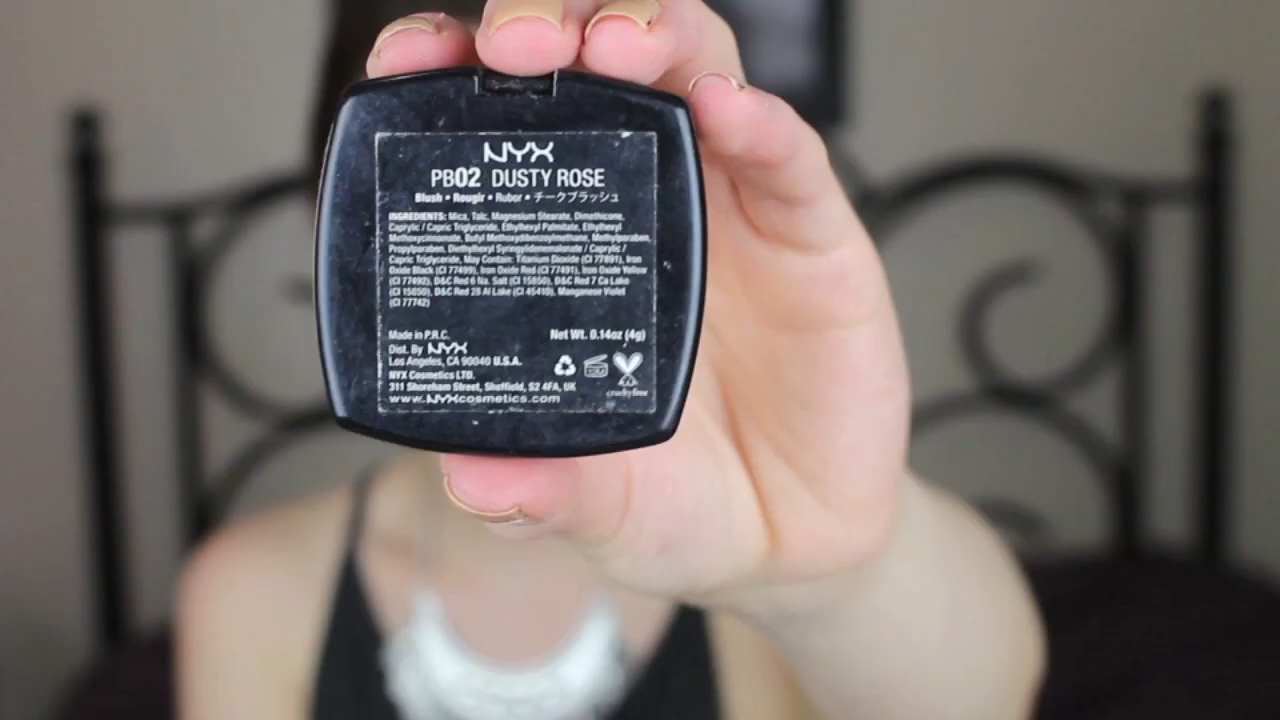 NYX
PB02 DUSTY ROSE
Blush • Rougir • Rubor • チークブラッシュ
INGREDIENTS: Mica, Talc, Magnesium Stearate, Dimethicone,
Caprylic / Capric Triglyceride, Ethylhexyl Palmitate, Ethylhexyl
Methoxycinnamate, Butyl Methoxydibenzoylmethane, Methylparaben,
Propylparaben, Diethylhexyl Syringylidenemalonate / Caprylic /
Capric Triglyceride, May Contain: Titanium Dioxide (CI 77891), Iron
Oxide Black (CI 77499), Iron Oxide Red (CI 77491), Iron Oxide Yellow
(CI 77492), D&C Red 6 Na. Salt (CI 15850), D&C Red 7 Ca Lake
(CI 15850), D&C Red 28 Al Lake (CI 45410), Manganese Violet
(CI 77742)
Made in P.R.C. Net Wt. 0.14oz (4g)
Dist. By NYX
Los Angeles, CA 90040 U.S.A.
NYX Cosmetics LTD.
311 Shoreham Street, Sheffield, S2 4FA, UK
cruelty free
www.NYXcosmetics.com